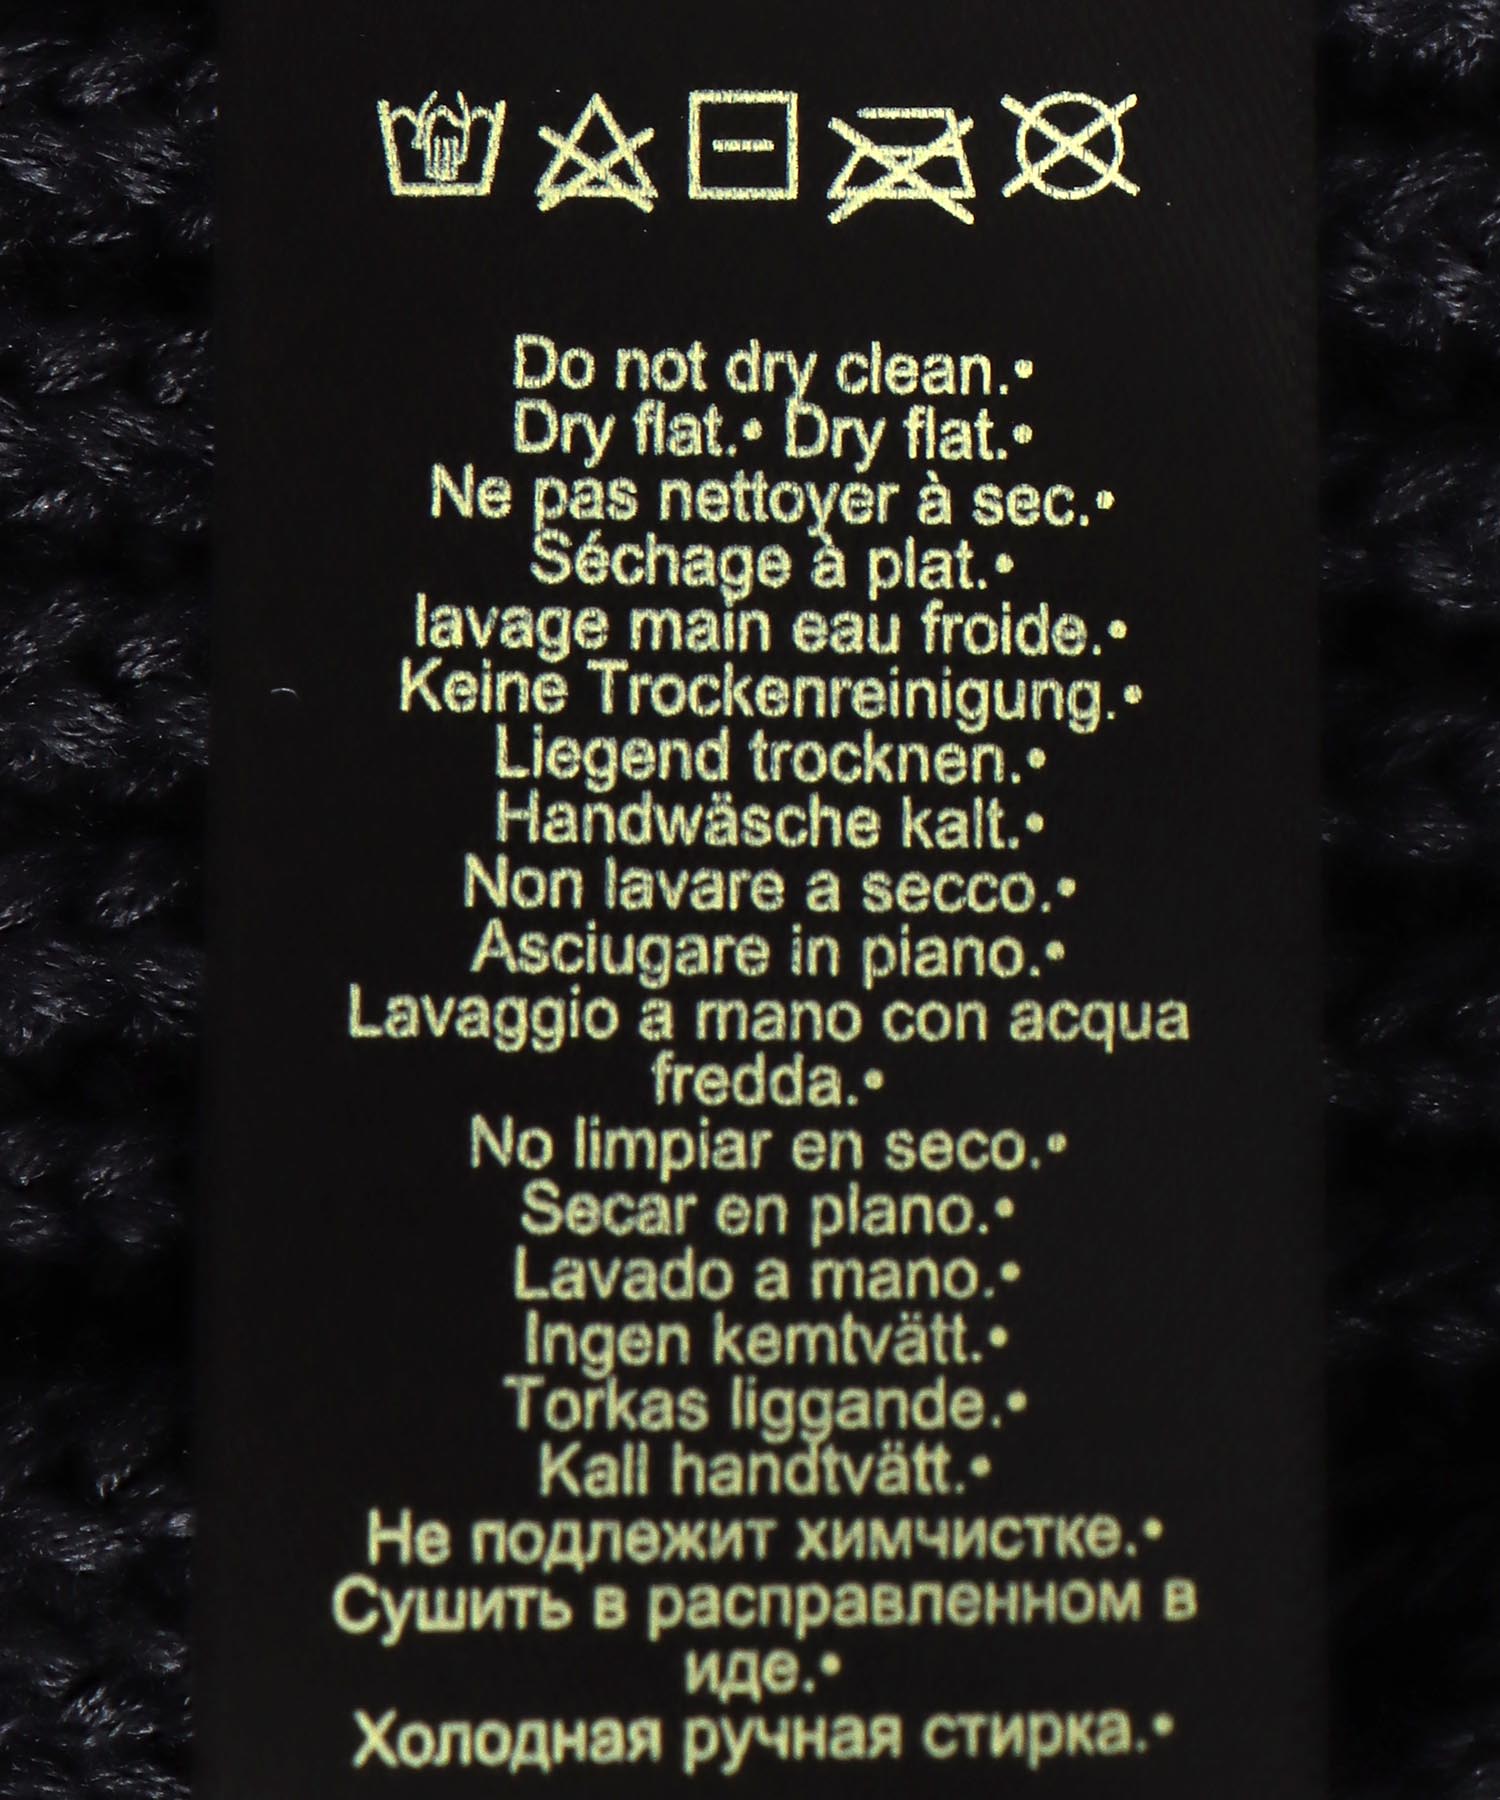 Do not dry clean.•
Dry flat.• Dry flat.•
Ne pas nettoyer à sec.•
Séchage à plat.•
lavage main eau froide.•
Keine Trockenreinigung.•
Liegend trocknen.•
Handwäsche kalt.•
Non lavare a secco.•
Asciugare in piano.•
Lavaggio a mano con acqua
fredda.•
No limpiar en seco.•
Secar en plano.•
Lavado a mano.•
Ingen kemtvätt.•
Torkas liggande.•
Kall handtvätt.•
Не подлежит химчистке.•
Сушить в расправленном в
иде.•
Холодная ручная стирка.•